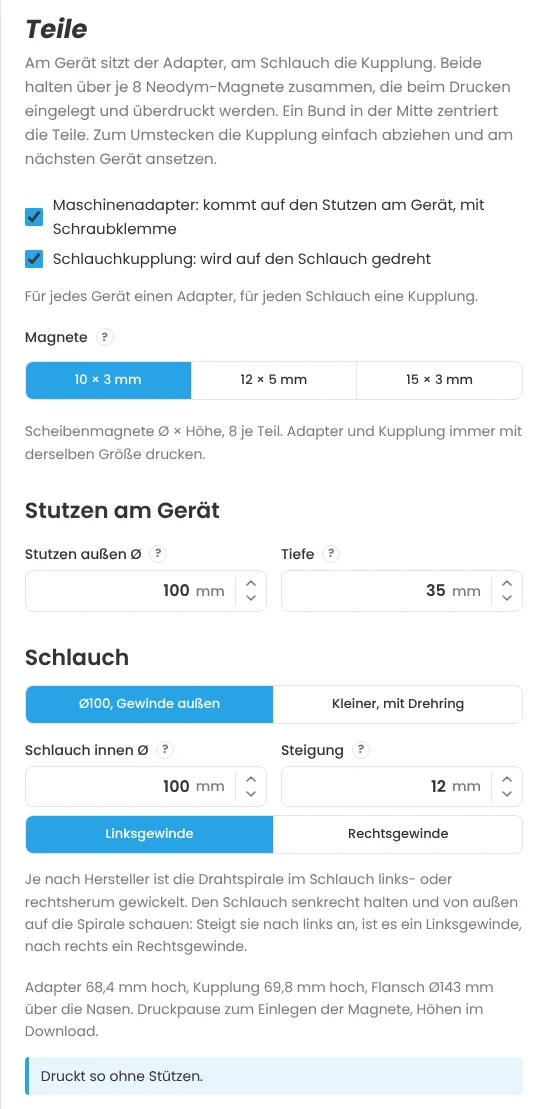 Teile
Am Gerät sitzt der Adapter, am Schlauch die Kupplung. Beide
halten über je 8 Neodym-Magnete zusammen, die beim Drucken
eingelegt und überdruckt werden. Ein Bund in der Mitte zentriert
die Teile. Zum Umstecken die Kupplung einfach abziehen und am
nächsten Gerät ansetzen.
Maschinenadapter: kommt auf den Stutzen am Gerät, mit
Schraubklemme
Schlauchkupplung: wird auf den Schlauch gedreht
Für jedes Gerät einen Adapter, für jeden Schlauch eine Kupplung.
Magnete ?
10 × 3 mm 12 × 5 mm 15 × 3 mm
Scheibenmagnete Ø × Höhe, 8 je Teil. Adapter und Kupplung immer mit
derselben Größe drucken.
Stutzen am Gerät
Stutzen außen Ø ? Tiefe ?
100 mm 35 mm
Schlauch
Ø100, Gewinde außen Kleiner, mit Drehring
Schlauch innen Ø ? Steigung ?
100 mm 12 mm
Linksgewinde Rechtsgewinde
Je nach Hersteller ist die Drahtspirale im Schlauch links- oder
rechtsherum gewickelt. Den Schlauch senkrecht halten und von außen
auf die Spirale schauen: Steigt sie nach links an, ist es ein Linksgewinde,
nach rechts ein Rechtsgewinde.
Adapter 68,4 mm hoch, Kupplung 69,8 mm hoch, Flansch Ø143 mm
über die Nasen. Druckpause zum Einlegen der Magnete, Höhen im
Download.
Druckt so ohne Stützen.